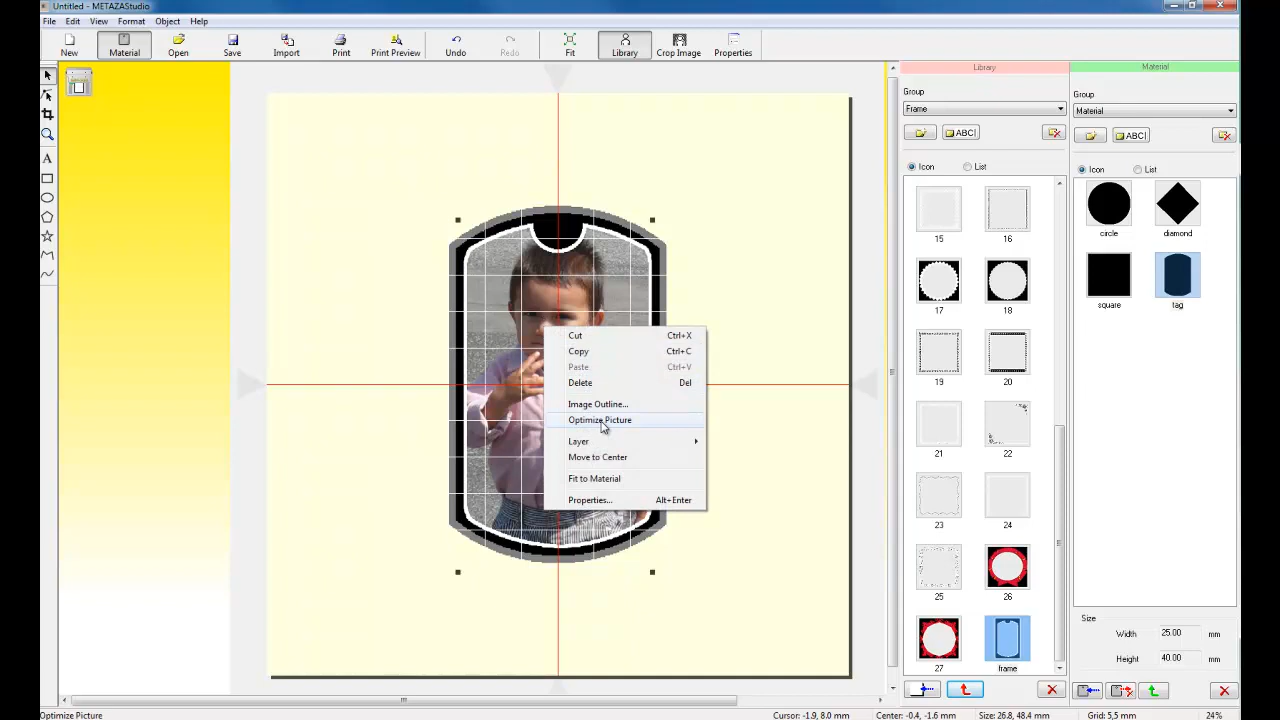 Untitled - METAZAStudio
File Edit View Format Object Help
New Material Open Save Import Print Print Preview Undo Redo Fit Library Crop Image Properties
Library
Group
Frame
ABC
Icon List
15 16
17 18
19 20
21 22
23 24
25 26
27 frame
Material
Group
Material
ABC
Icon List
circle diamond
square tag
Size
Width 25.00 mm
Height 40.00 mm
Cut Ctrl+X
Copy Ctrl+C
Paste Ctrl+V
Delete Del
Image Outline...
Optimize Picture
Layer
Move to Center
Fit to Material
Properties... Alt+Enter
A
Optimize Picture Cursor: -1.9, 8.0 mm Center: -0.4, -1.6 mm Size: 26.8, 48.4 mm Grid: 5,5 mm 24%